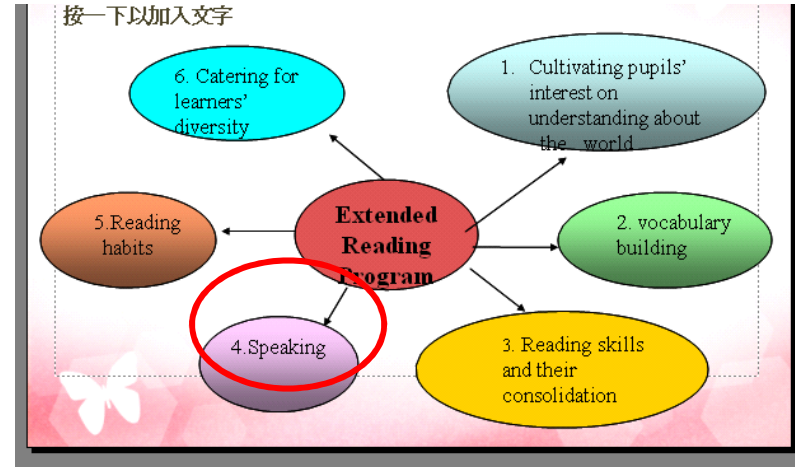 按一下以加入文字
6. Catering for
learners’
diversity
1. Cultivating pupils’
interest on
understanding about
the world
Extended
Reading
Program
5.Reading
habits
2. vocabulary
building
4.Speaking
3. Reading skills
and their
consolidation